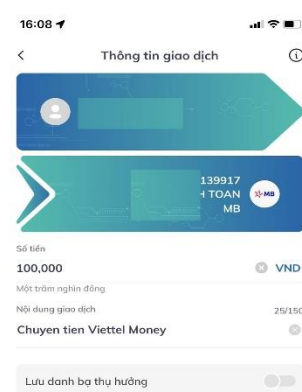 16:08
Thông tin giao dịch
139917
H TOAN
MB
MB
Số tiền
100,000
VND
Một trăm nghìn đồng
Nội dung giao dịch
25/150
Chuyen tien Viettel Money
Lưu danh bạ thụ hưởng